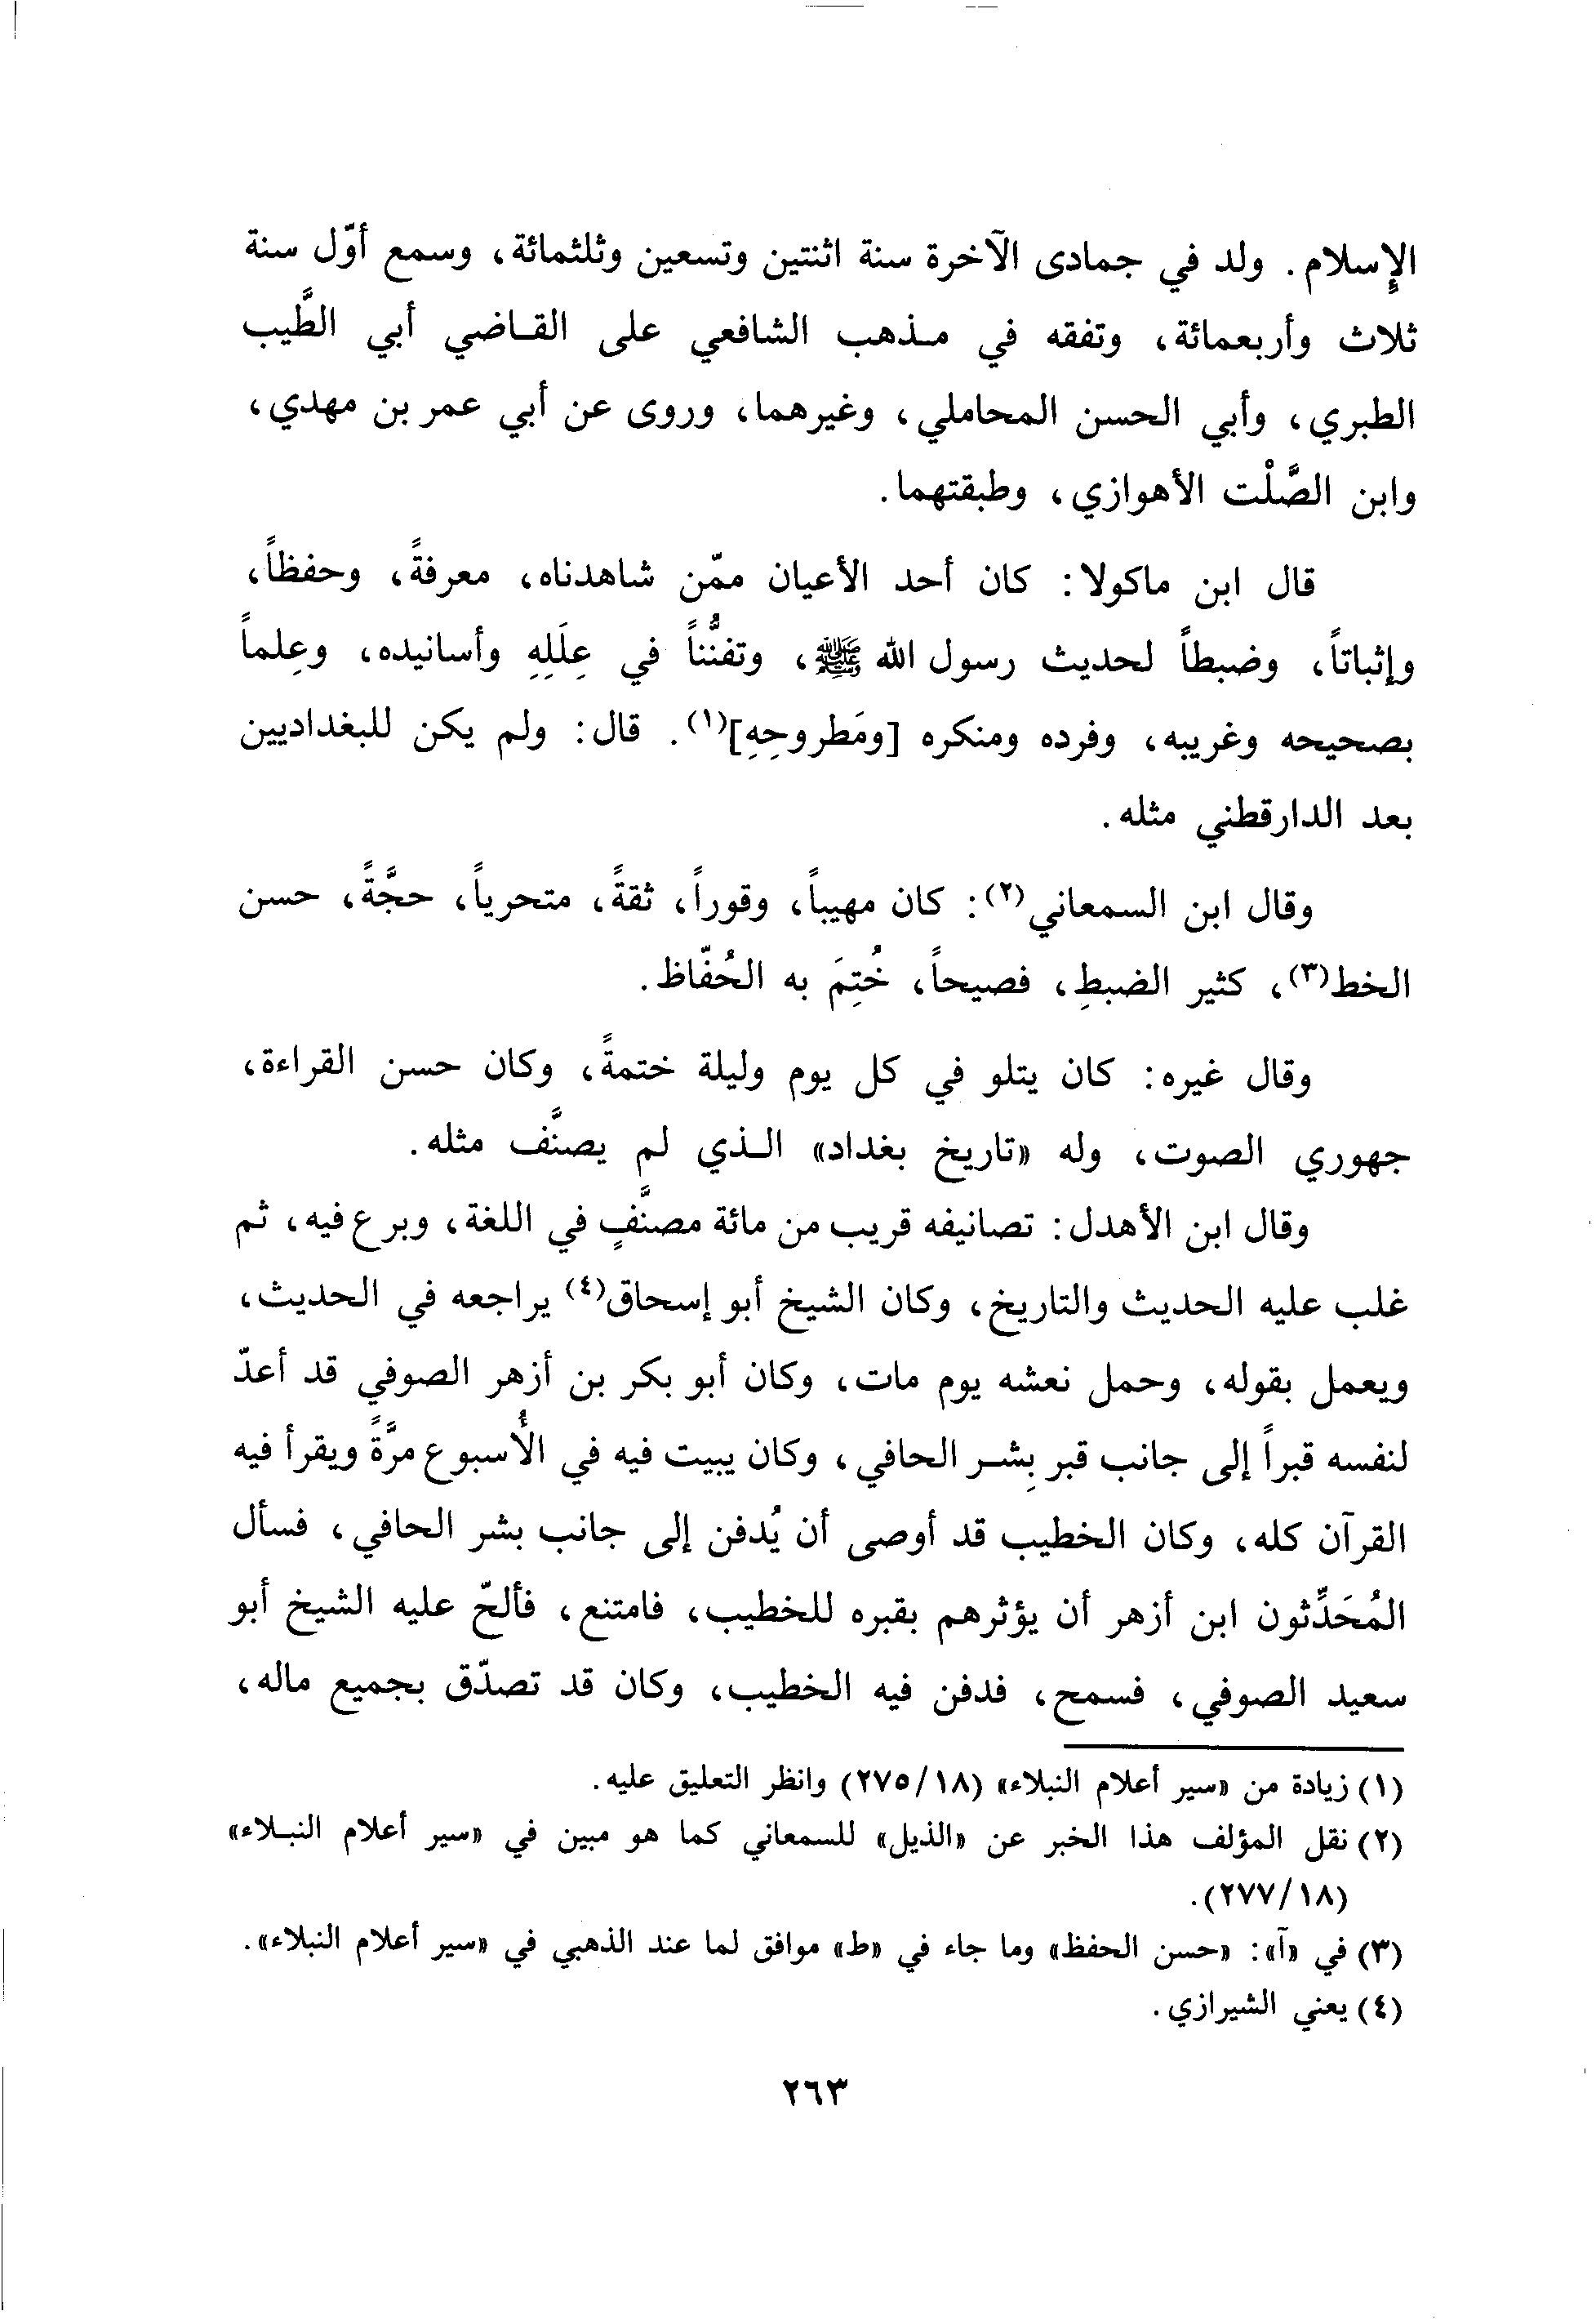 الإِسلام. ولد في جمادى الآخرة سنة اثنتين وتسعين وثلثمائة، وسمع أوّل سنة
ثلاث وأربعمائة، وتفقه في مـذهب الشافعي على القـاضي أبي الطَّيب
الطبري، وأبي الحسن المحاملي، وغيرهما، وروى عن أبي عمر بن مهدي،
وابن الصَّلْت الأهوازي، وطبقتهما.
قال ابن ماكولا: كان أحد الأعيان ممّن شاهدناه، معرفةً، وحفظاً،
وإثباتاً، وضبطاً لحديث رسول الله ﷺ، وتفنُّناً في عِلَلِهِ وأسانيده، وعِلماً
بصحيحه وغريبه، وفرده ومنكره [ومَطروحِهِ](١). قال: ولم يكن للبغداديين
بعد الدارقطني مثله.
وقال ابن السمعاني(٢): كان مهيباً، وقوراً، ثقةً، متحرياً، حجَّةً، حسن
الخط(٣)، كثير الضبطِ، فصيحاً، خُتِمَ به الحُفّاظ.
وقال غيره: كان يتلو في كل يوم وليلة ختمةً، وكان حسن القراءة،
جهوري الصوت، وله «تاريخ بغداد» الـذي لم يصنَّف مثله.
وقال ابن الأهدل: تصانيفه قريب من مائة مصنَّفٍ في اللغة، وبرع فيه، ثم
غلب عليه الحديث والتاريخ، وكان الشيخ أبو إسحاق(٤) يراجعه في الحديث،
ويعمل بقوله، وحمل نعشه يوم مات، وكان أبو بكر بن أزهر الصوفي قد أعدّ
لنفسه قبراً إلى جانب قبر بِشـر الحافي، وكان يبيت فيه في الأُسبوع مرَّةً ويقرأ فيه
القرآن كله، وكان الخطيب قد أوصى أن يُدفن إلى جانب بشر الحافي، فسأل
المُحَدِّثون ابن أزهر أن يؤثرهم بقبره للخطيب، فامتنع، فألحّ عليه الشيخ أبو
سعيد الصوفي، فسمح، فدفن فيه الخطيب، وكان قد تصدّق بجميع ماله،
(١) زيادة من «سير أعلام النبلاء» (١٨/٢٧٥) وانظر التعليق عليه.
(٢) نقل المؤلف هذا الخبر عن «الذيل» للسمعاني كما هو مبين في «سير أعلام النبـلاء»
(١٨/٢٧٧).
(٣) في «آ»: «حسن الحفظ» وما جاء في «ط» موافق لما عند الذهبي في «سير أعلام النبلاء».
(٤) يعني الشيرازي.
٢٦٣